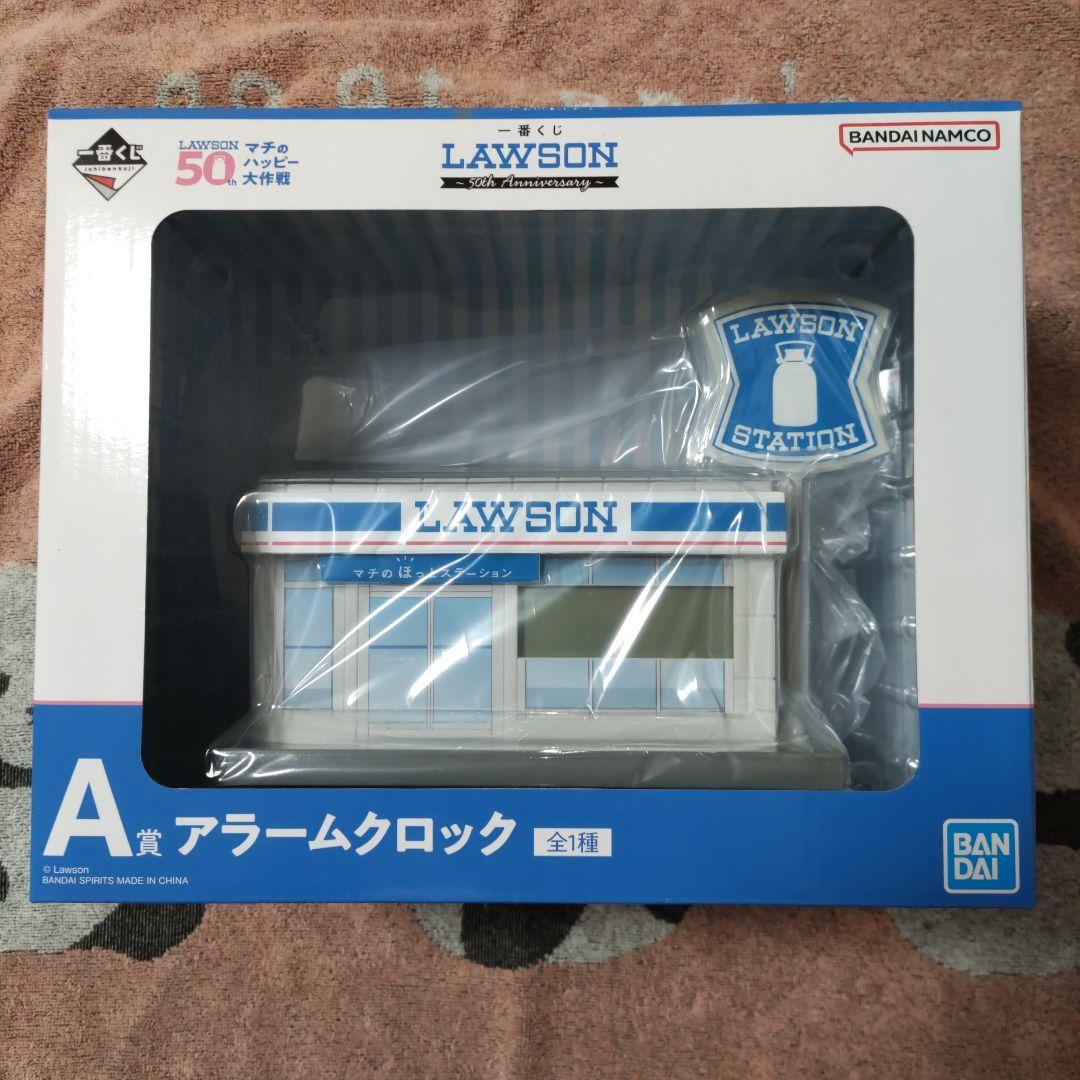 一番くじ
ichibankuji
LAWSON
50th
マチの
ハッピー
大作戦
一番くじ
LAWSON
~50th Anniversary~
BANDAI NAMCO
LAWSON
STATION
LAWSON
マチの ほっとステーション
A賞 アラームクロック 全1種
© Lawson
BANDAI SPIRITS MADE IN CHINA
BAN
DAI